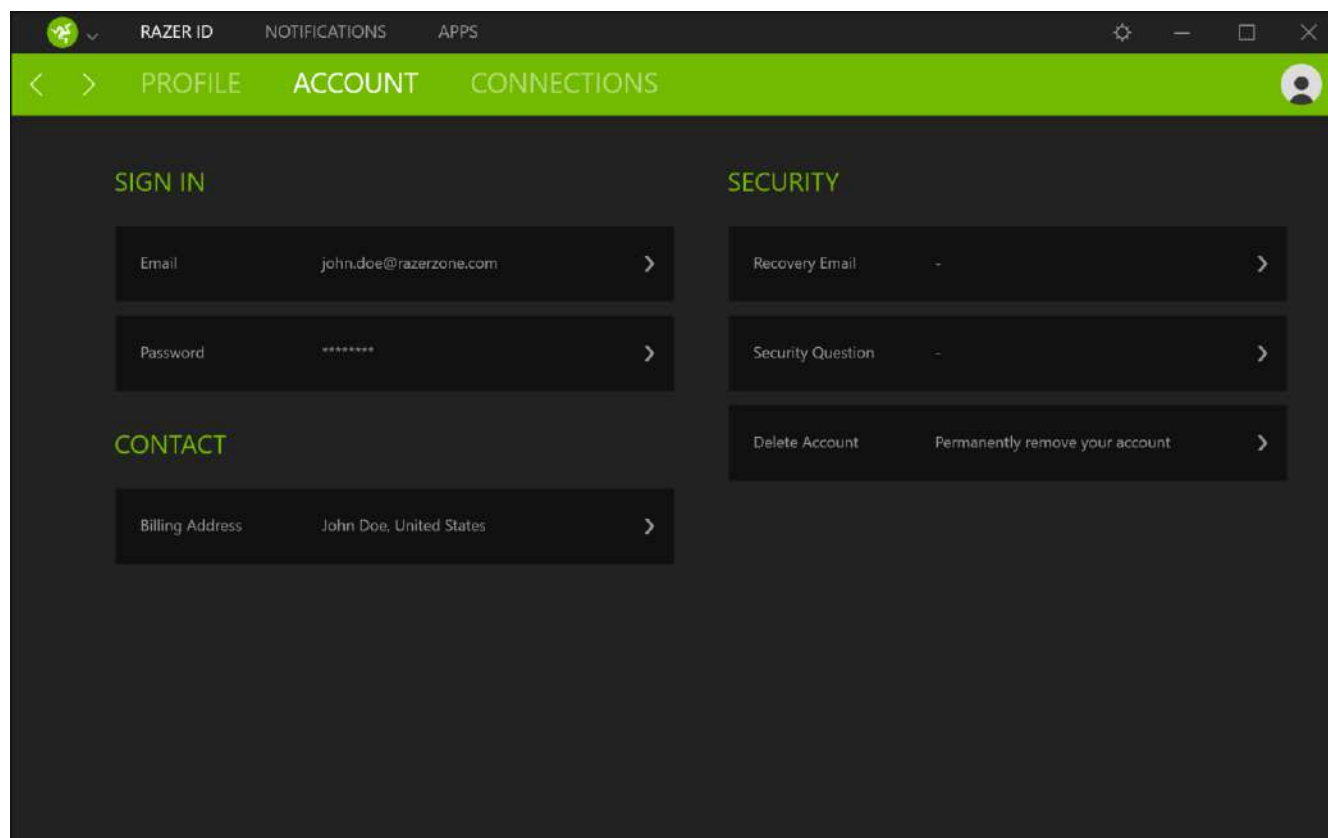 RAZER ID NOTIFICATIONS APPS
PROFILE ACCOUNT CONNECTIONS
SIGN IN
Email john.doe@razerzone.com
Password ********
CONTACT
Billing Address John Doe, United States
SECURITY
Recovery Email -
Security Question -
Delete Account Permanently remove your account